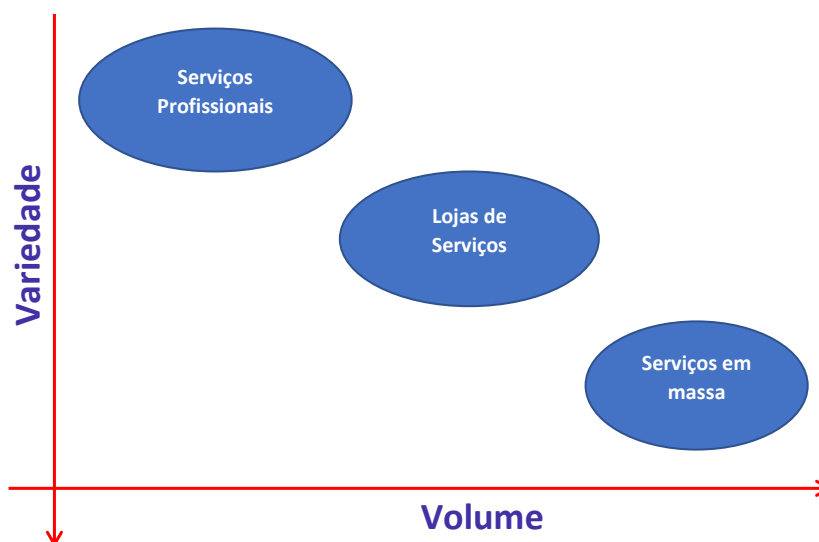 Serviços
Profissionais
Variedade
Lojas de
Serviços
Serviços em
massa
Volume